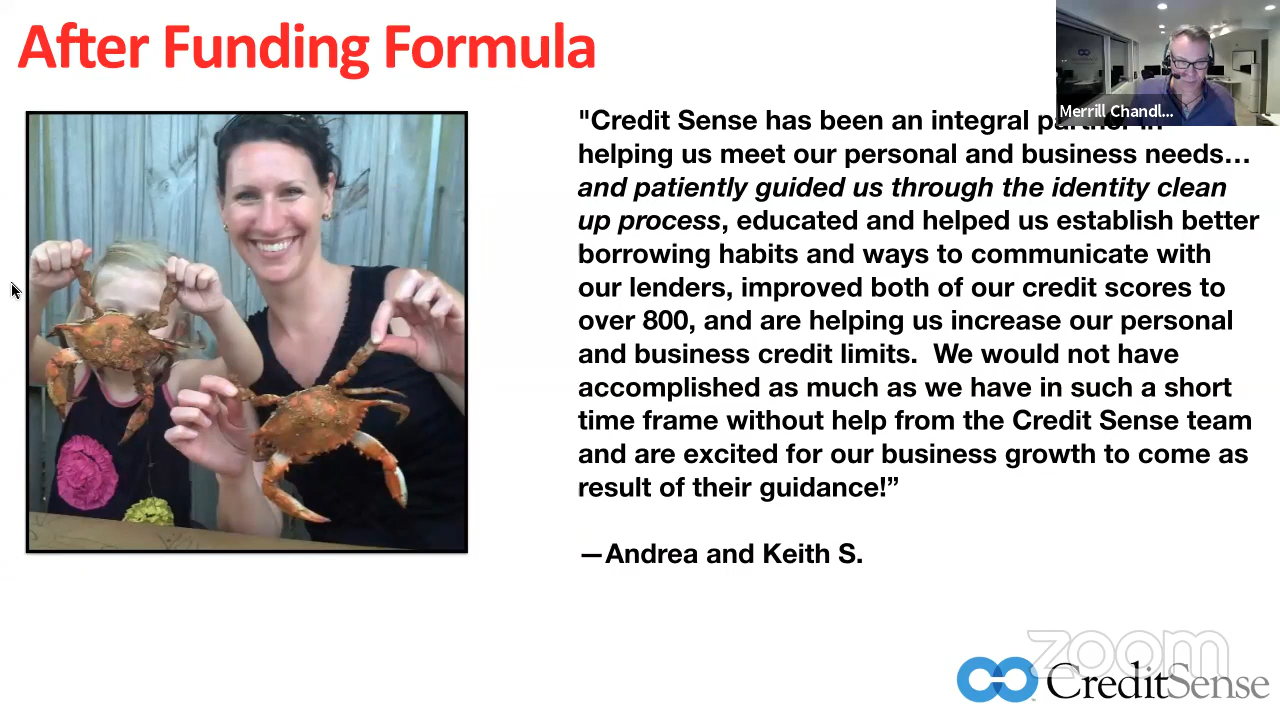 After Funding Formula
Merrill Chandl...
"Credit Sense has been an integral partner in
helping us meet our personal and business needs...
and patiently guided us through the identity clean
up process, educated and helped us establish better
borrowing habits and ways to communicate with
our lenders, improved both of our credit scores to
over 800, and are helping us increase our personal
and business credit limits.  We would not have
accomplished as much as we have in such a short
time frame without help from the Credit Sense team
and are excited for our business growth to come as
result of their guidance!”
—Andrea and Keith S.
zoom
CreditSense